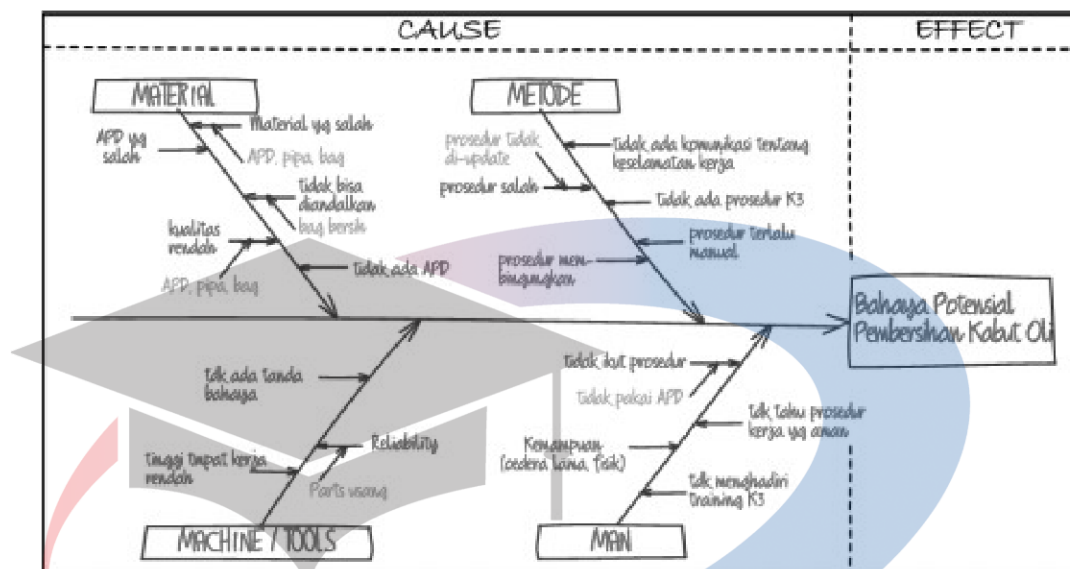 CAUSE
EFFECT
MATERIAL
METODE
Material yg salah
APD yg
salah
APD, pipa, bag
tidak bisa
diandalkan
bag bersih
kualitas
rendah
APD, pipa, bag
tidak ada APD
prosedur tidak
di-update
tidak ada komunikasi tentang
keselamatan kerja
prosedur salah
tidak ada prosedur K3
prosedur terlalu
manual
prosedur mem-
bingungkan
Bahaya Potensial
Pembersihan Kabut Oli
tdk ada tanda
bahaya
Reliability
tinggi tmpat kerja
rendah
Parts usang
tidak ikut prosedur
tidak pakai APD
tdk tahu prosedur
kerja yg aman
Kemampuan
(cedera lama, fisik)
tdk menghadiri
training K3
MACHINE / TOOLS
MAN